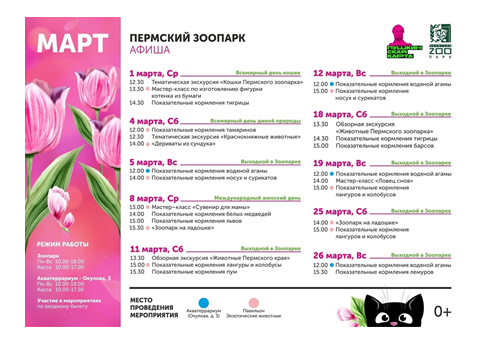 МАРТ
РЕЖИМ РАБОТЫ
Зоопарк
Пн-Вс 10.00-18.00
Касса 10.00-17.00
Акватеррариум - Окулова, 3
Пн-Вс 10.00-18.00
Касса 10.00-17.30
Участие в мероприятиях
по входному билету
ПЕРМСКИЙ ЗООПАРК
АФИША
ПУШКИН
СКАЯ
КАРТА
ZOO
ПАРК
1 марта, Ср Всемирный день кошек
12.30 Тематическая экскурсия «Кошки Пермского зоопарка»
13.30 Мастер-класс по изготовлению фигурки
котенка из бумаги
14.30 Показательные кормления тигрицы
4 марта, Сб Всемирный день дикой природы
12.00 Показательные кормления тамаринов
12.30 Тематическая экскурсия «Краснокнижные животные»
14.00 «Дериваты из сундука»
5 марта, Вс Выходной в Зоопарке
12.00 Показательные кормления водяной агамы
14.00 Показательные кормления носух и сурикатов
8 марта, Ср Международный женский день
13.00 Мастер-класс «Сувенир для мамы»
14.00 Показательные кормления белых медведей
15.00 Показательные кормления львов
15.30 «Зоопарк на ладошке»
11 марта, Сб Выходной в Зоопарке
13.30 Обзорная экскурсия «Животные Пермского края»
15.00 Показательные кормления лангуры и колобусы
15.30 Показательные кормления пум
12 марта, Вс Выходной в Зоопарке
12.00 Показательные кормления водяной агамы
15.00 Показательные кормления
носух и сурикатов
18 марта, Сб Выходной в Зоопарке
13.30 Обзорная экскурсия
«Животные Пермского зоопарка»
15.00 Показательные кормления тигрицы
15.00 Показательные кормления барсов
19 марта, Вс Выходной в Зоопарке
12.00 Показательные кормления водяной агамы
14.00 Мастер-класс «Ловец снов»
15.00 Показательные кормления
лангуров и колобусов
25 марта, Сб Выходной в Зоопарке
14.00 «Зоопарк на ладошке»
15.00 Показательные кормления
лангуров и колобусов
26 марта, Вс Выходной в Зоопарке
12.00 Показательные кормления водяной агамы
15.30 Показательные кормления лемуров
МЕСТО
ПРОВЕДЕНИЯ
МЕРОПРИЯТИЯ
Акватеррариум
(Окулова, д. 3)
Павильон
Экзотические животные
0+